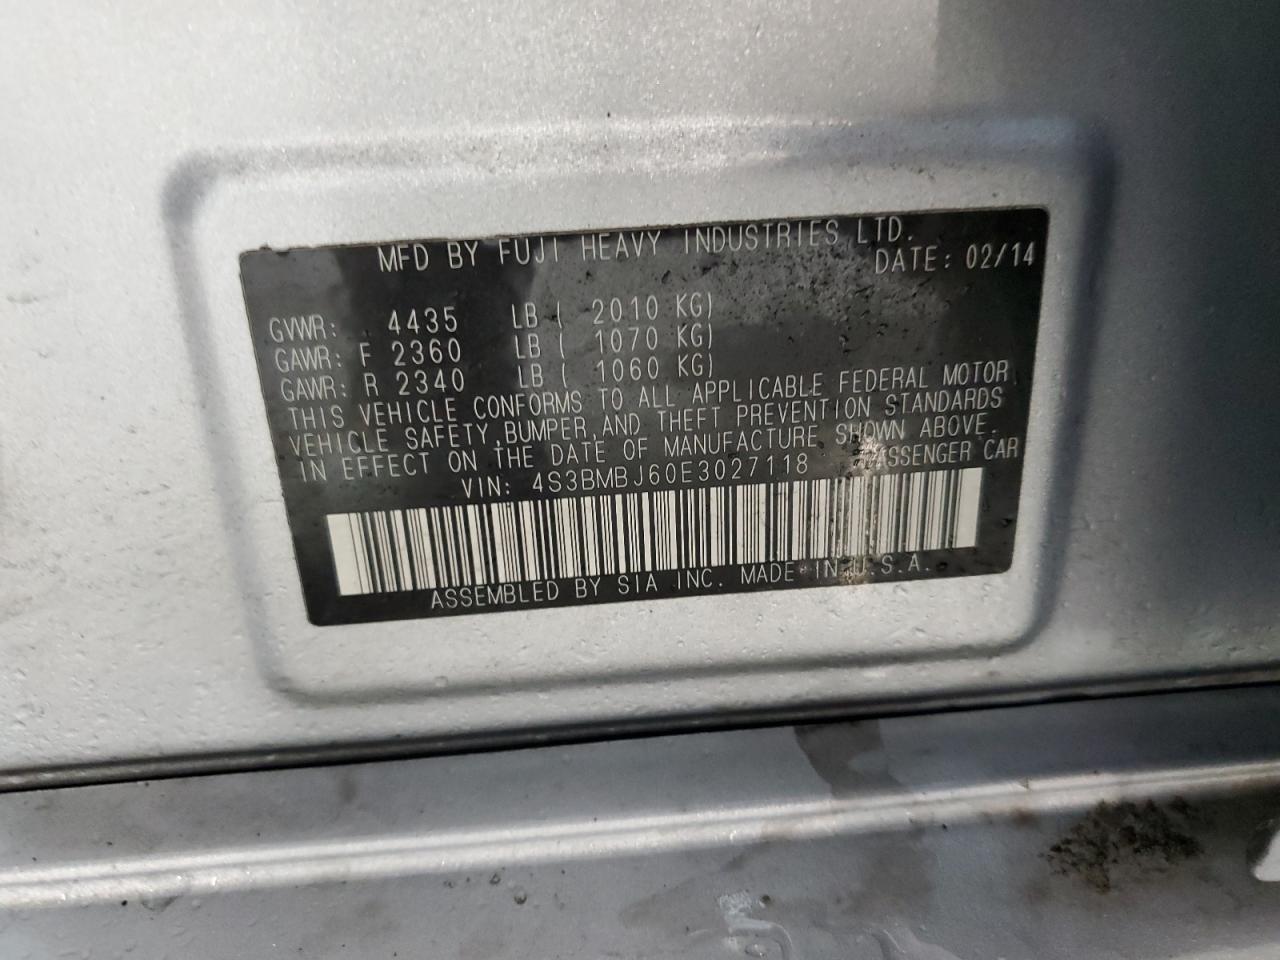 MFD BY FUJI HEAVY INDUSTRIES LTD.
DATE: 02/14
GVWR: 4435 LB ( 2010 KG)
GAWR: F 2360 LB ( 1070 KG)
GAWR: R 2340 LB ( 1060 KG)
THIS VEHICLE CONFORMS TO ALL APPLICABLE FEDERAL MOTOR
VEHICLE SAFETY, BUMPER, AND THEFT PREVENTION STANDARDS
IN EFFECT ON THE DATE OF MANUFACTURE SHOWN ABOVE.
VIN: 4S3BMBJ60E3027118 PASSENGER CAR
ASSEMBLED BY SIA INC. MADE IN U.S.A.